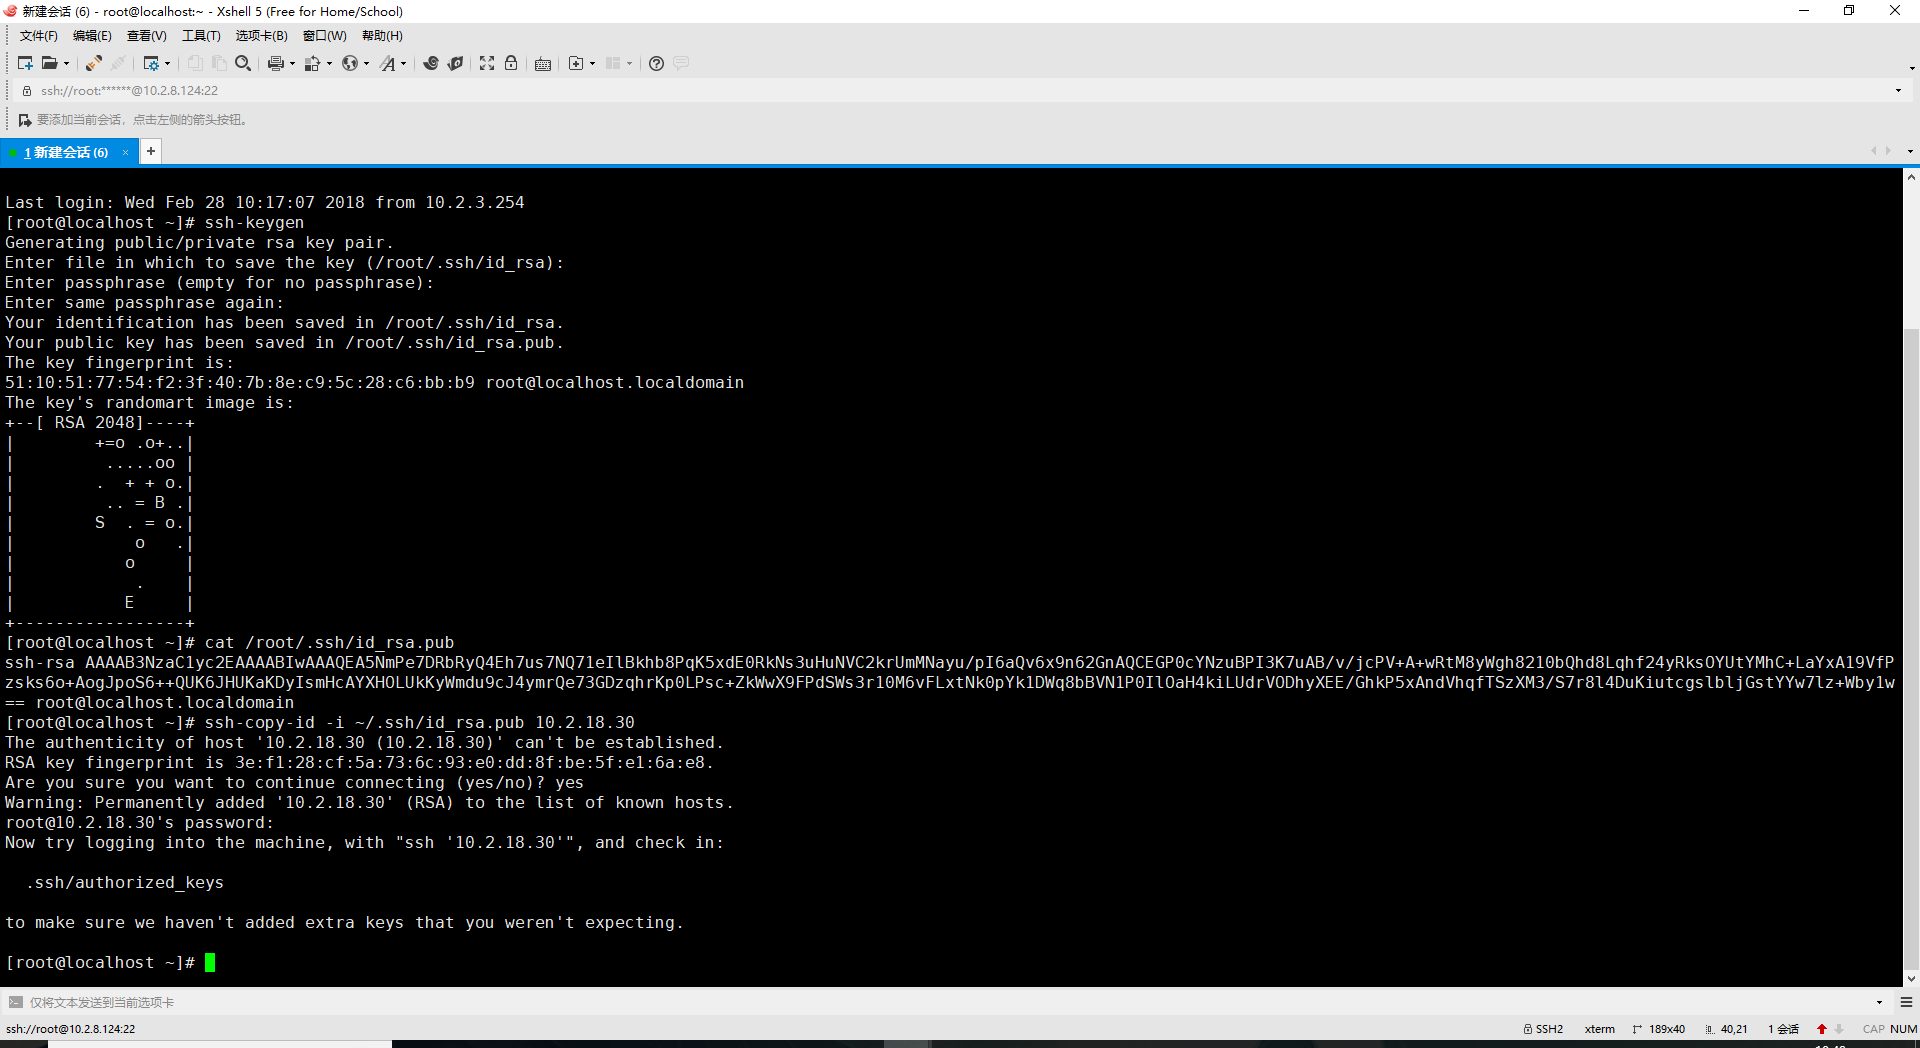 新建会话 (6) - root@localhost:~ - Xshell 5 (Free for Home/School)
文件(F) 编辑(E) 查看(V) 工具(T) 选项卡(B) 窗口(W) 帮助(H)
ssh://root:******@10.2.8.124:22
要添加当前会话，点击左侧的箭头按钮。
1 新建会话 (6) × +
Last login: Wed Feb 28 10:17:07 2018 from 10.2.3.254
[root@localhost ~]# ssh-keygen
Generating public/private rsa key pair.
Enter file in which to save the key (/root/.ssh/id_rsa):
Enter passphrase (empty for no passphrase):
Enter same passphrase again:
Your identification has been saved in /root/.ssh/id_rsa.
Your public key has been saved in /root/.ssh/id_rsa.pub.
The key fingerprint is:
51:10:51:77:54:f2:3f:40:7b:8e:c9:5c:28:c6:bb:b9 root@localhost.localdomain
The key's randomart image is:
+--[ RSA 2048]----+
|        +=o .o+..|
|         .....oo |
|        .  + + o.|
|         .. = B .|
|        S  . = o.|
|            o   .|
|           o     |
|            .    |
|           E     |
+-----------------+
[root@localhost ~]# cat /root/.ssh/id_rsa.pub
ssh-rsa AAAAB3NzaC1yc2EAAAABIwAAAQEA5NmPe7DRbRyQ4Eh7us7NQ71eIlBkhb8PqK5xdE0RkNs3uHuNVC2krUmMNayu/pI6aQv6x9n62GnAQCEGP0cYNzuBPI3K7uAB/v/jcPV+A+wRtM8yWgh8210bQhd8Lqhf24yRksOYUtYMhC+LaYxA19VfP
zsks6o+AogJpoS6++QUK6JHUKaKDyIsmHcAYXHOLUkKyWmdu9cJ4ymrQe73GDzqhrKp0LPsc+ZkWwX9FPdSWs3r10M6vFLxtNk0pYk1DWq8bBVN1P0IlOaH4kiLUdrVODhyXEE/GhkP5xAndVhqfTSzXM3/S7r8l4DuKiutcgslbljGstYYw7lz+Wby1w
== root@localhost.localdomain
[root@localhost ~]# ssh-copy-id -i ~/.ssh/id_rsa.pub 10.2.18.30
The authenticity of host '10.2.18.30 (10.2.18.30)' can't be established.
RSA key fingerprint is 3e:f1:28:cf:5a:73:6c:93:e0:dd:8f:be:5f:e1:6a:e8.
Are you sure you want to continue connecting (yes/no)? yes
Warning: Permanently added '10.2.18.30' (RSA) to the list of known hosts.
root@10.2.18.30's password:
Now try logging into the machine, with "ssh '10.2.18.30'", and check in:
.ssh/authorized_keys
to make sure we haven't added extra keys that you weren't expecting.
[root@localhost ~]#
仅将文本发送到当前选项卡
ssh://root@10.2.8.124:22 SSH2 xterm 189x40 40,21 1 会话 CAP NUM